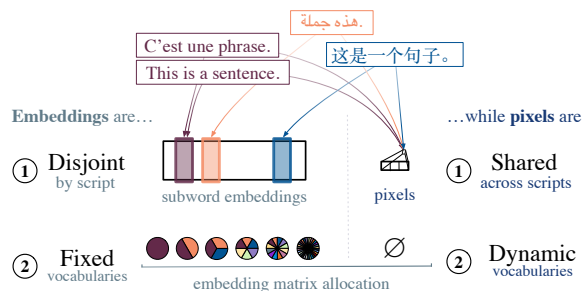 هذه جملة.
C'est une phrase.
这是一个句子。
This is a sentence.
Embeddings are…
…while pixels are
1 Disjoint
by script
subword embeddings
pixels
1 Shared
across scripts
2 Fixed
vocabularies
∅
2 Dynamic
vocabularies
embedding matrix allocation